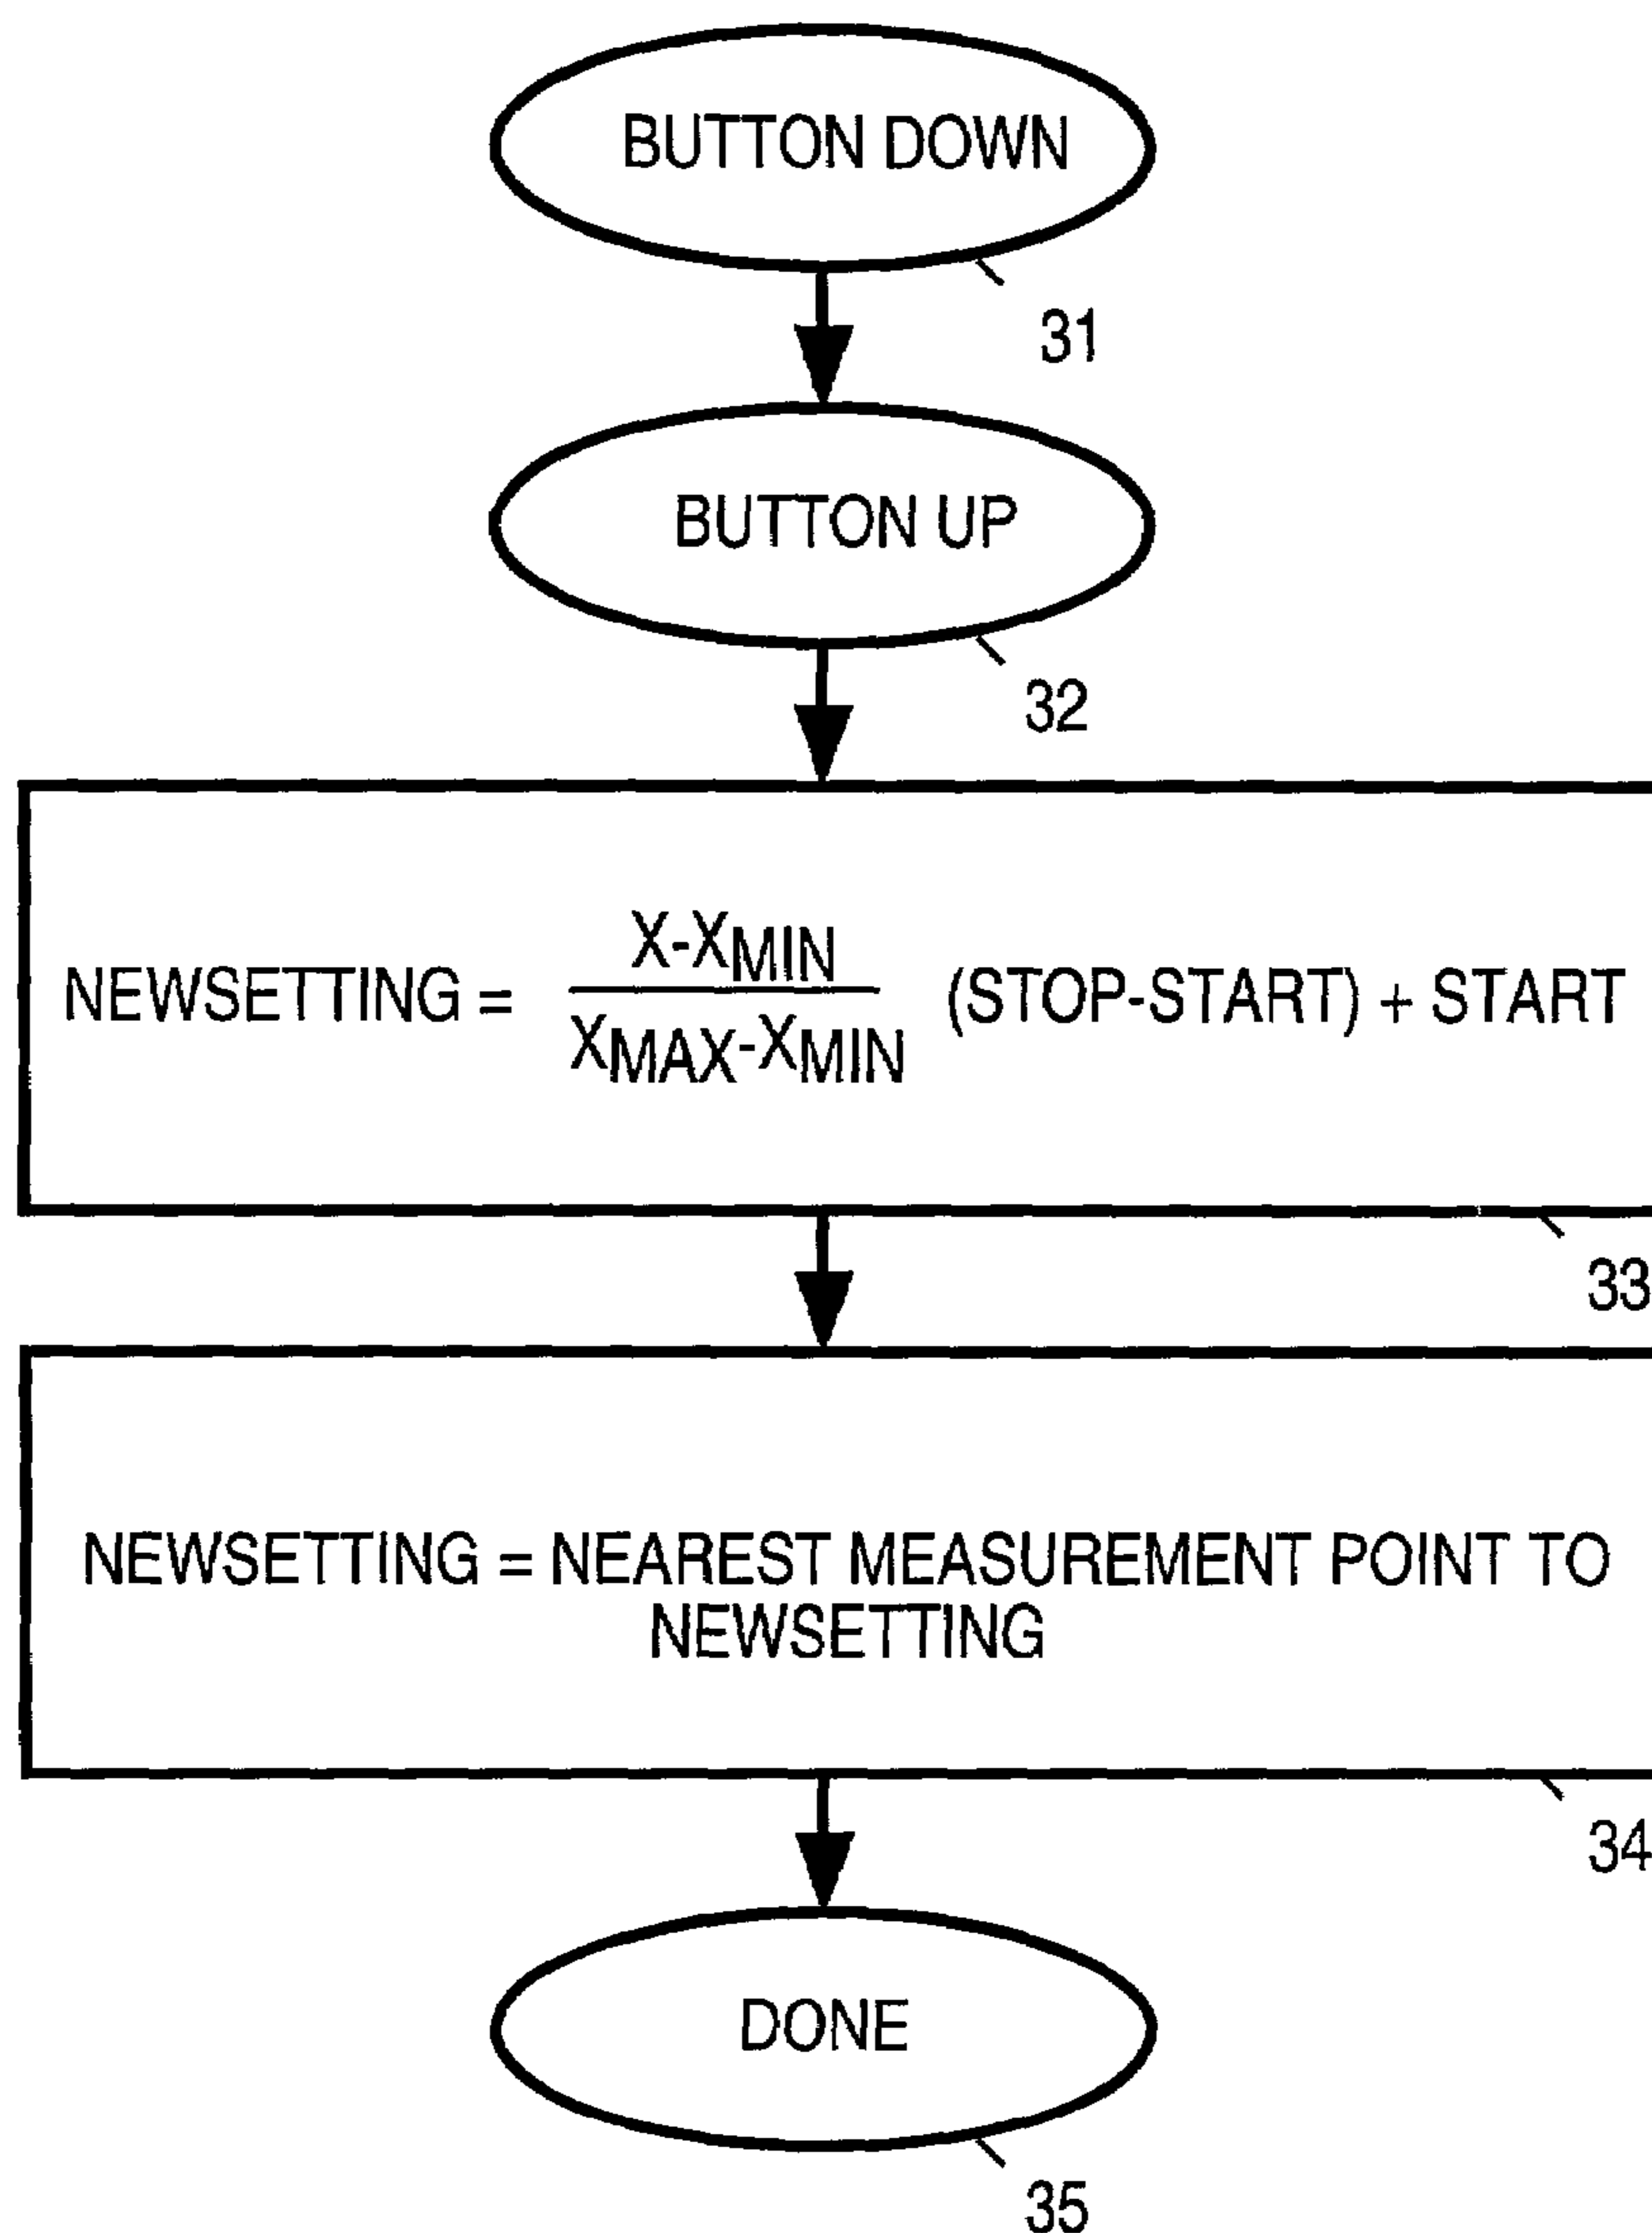 BUTTON DOWN
31
BUTTON UP
32
NEWSETTING = X-XMIN / XMAX-XMIN (STOP-START) + START
33
NEWSETTING = NEAREST MEASUREMENT POINT TO
NEWSETTING
34
DONE
35